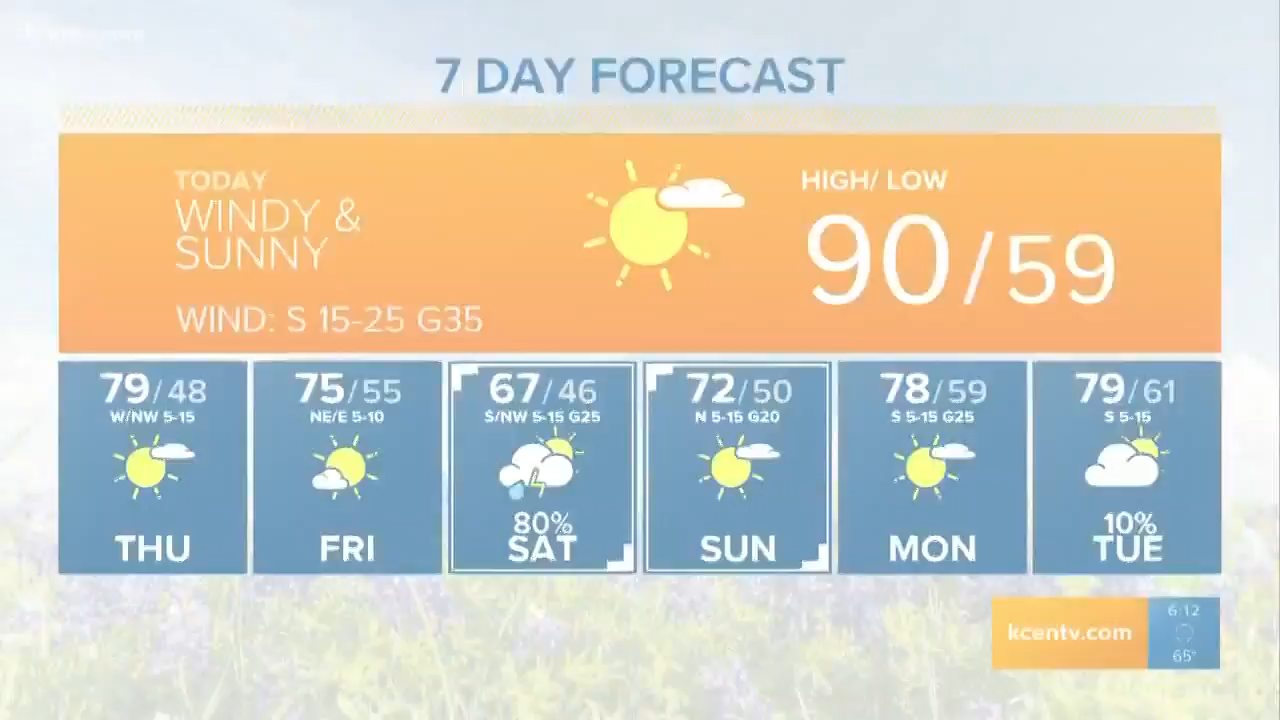 7 DAY FORECAST
TODAY
WINDY &
SUNNY
WIND: S 15-25 G35
HIGH/ LOW
90/59
79/48
W/NW 5-15
THU
75/55
NE/E 5-10
FRI
67/46
S/NW 5-15 G25
80%
SAT
72/50
N 5-15 G20
SUN
78/59
S 5-15 G25
MON
79/61
S 5-15
10%
TUE
kcentv.com
6:12
65°